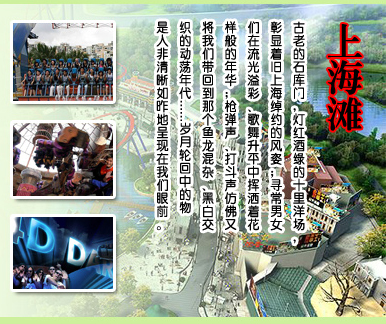 上海滩
古老的石库门,灯红酒绿的十里洋场,
彰显着旧上海绰约的风姿;寻常男女
们在流光溢彩、歌舞升平中挥洒着花
样般的年华;枪弹声、打斗声仿佛又
将我们带回到那个鱼龙混杂、黑白交
织的动荡年代……岁月轮回中的物
是人非清晰如昨地呈现在我们眼前。
D D